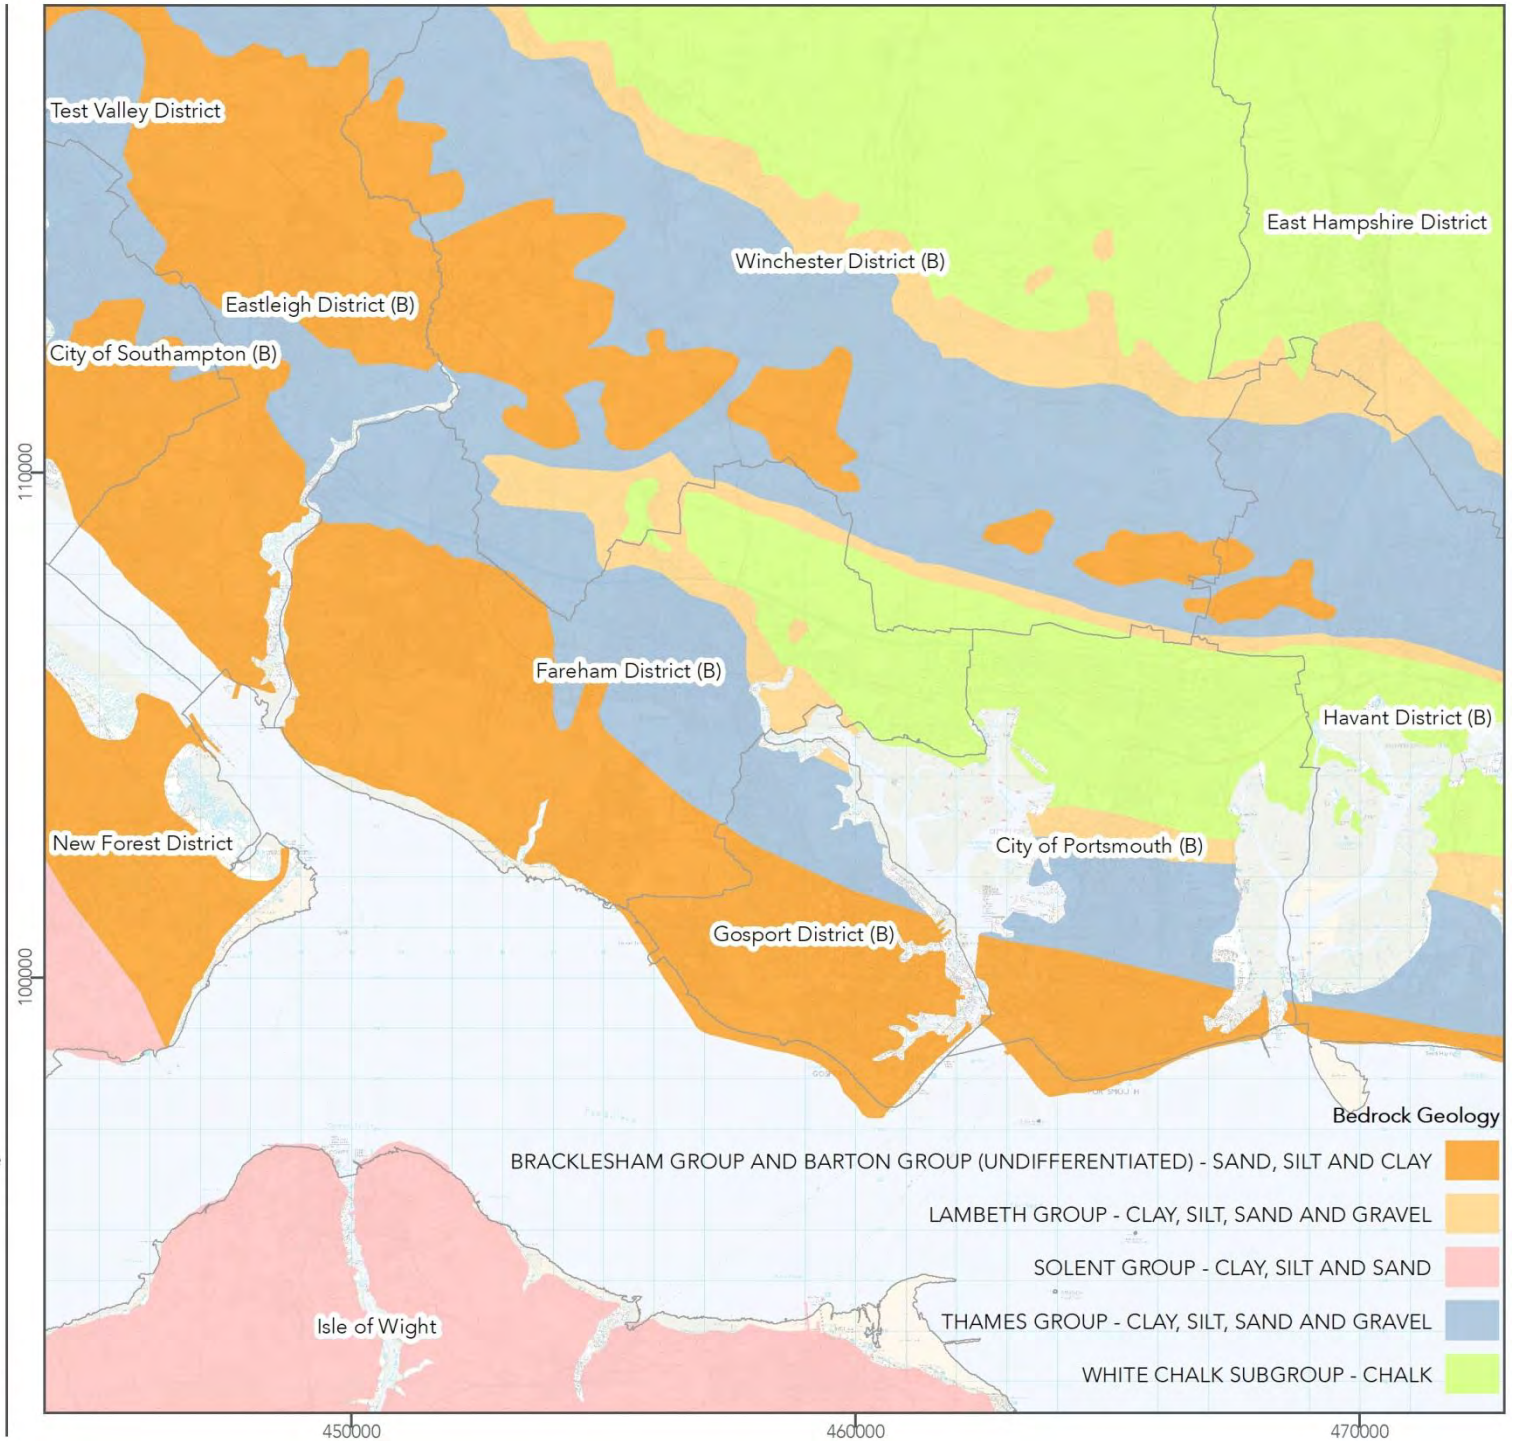 Test Valley District
East Hampshire District
Winchester District (B)
Eastleigh District (B)
City of Southampton (B)
110000
Fareham District (B)
Havant District (B)
New Forest District
City of Portsmouth (B)
Gosport District (B)
100000
Bedrock Geology
BRACKLESHAM GROUP AND BARTON GROUP (UNDIFFERENTIATED) - SAND, SILT AND CLAY
LAMBETH GROUP - CLAY, SILT, SAND AND GRAVEL
SOLENT GROUP - CLAY, SILT AND SAND
THAMES GROUP - CLAY, SILT, SAND AND GRAVEL
Isle of Wight
WHITE CHALK SUBGROUP - CHALK
450000
460000
470000